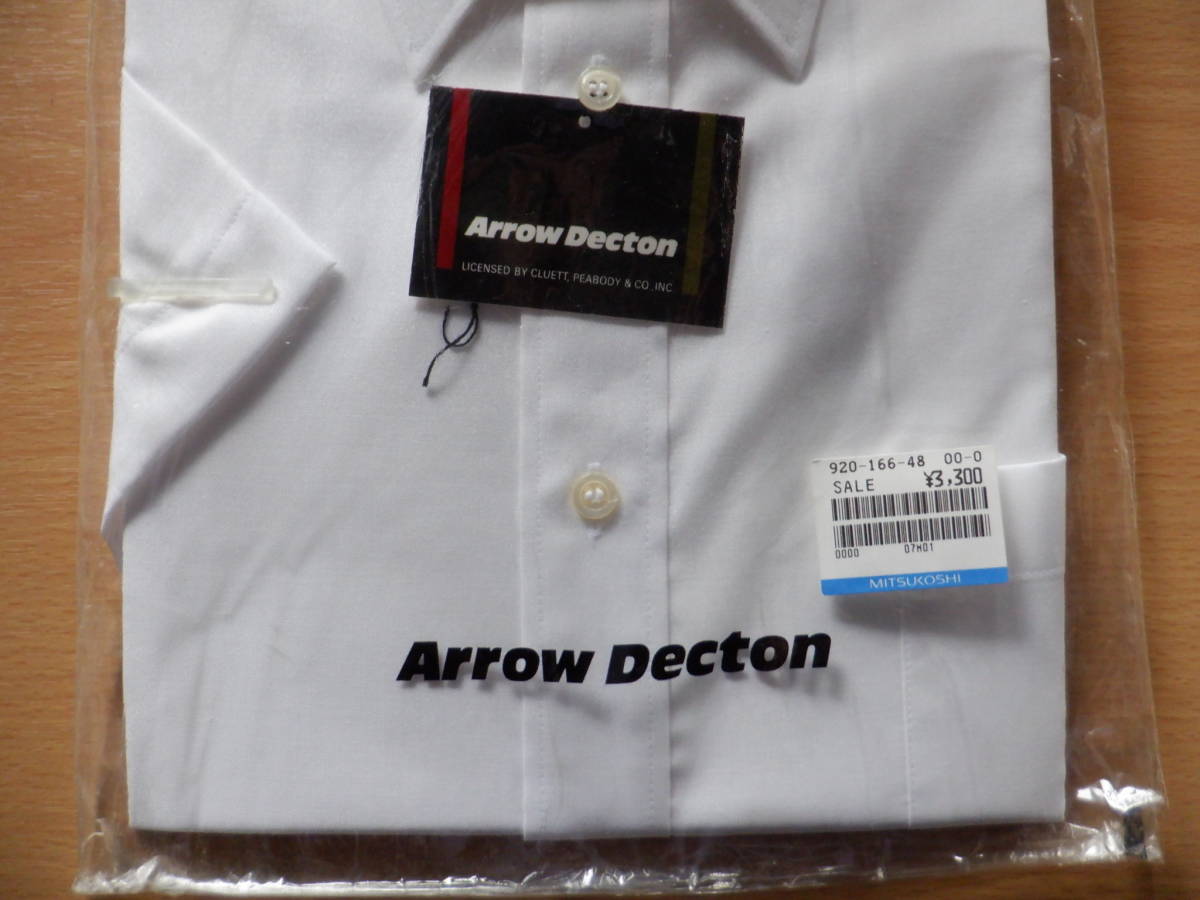 Arrow Decton
LICENSED BY CLUETT, PEABODY & CO., INC
920-166-48 00-0
SALE ¥3,300
0000 07M01
MITSUKOSHI
Arrow Decton